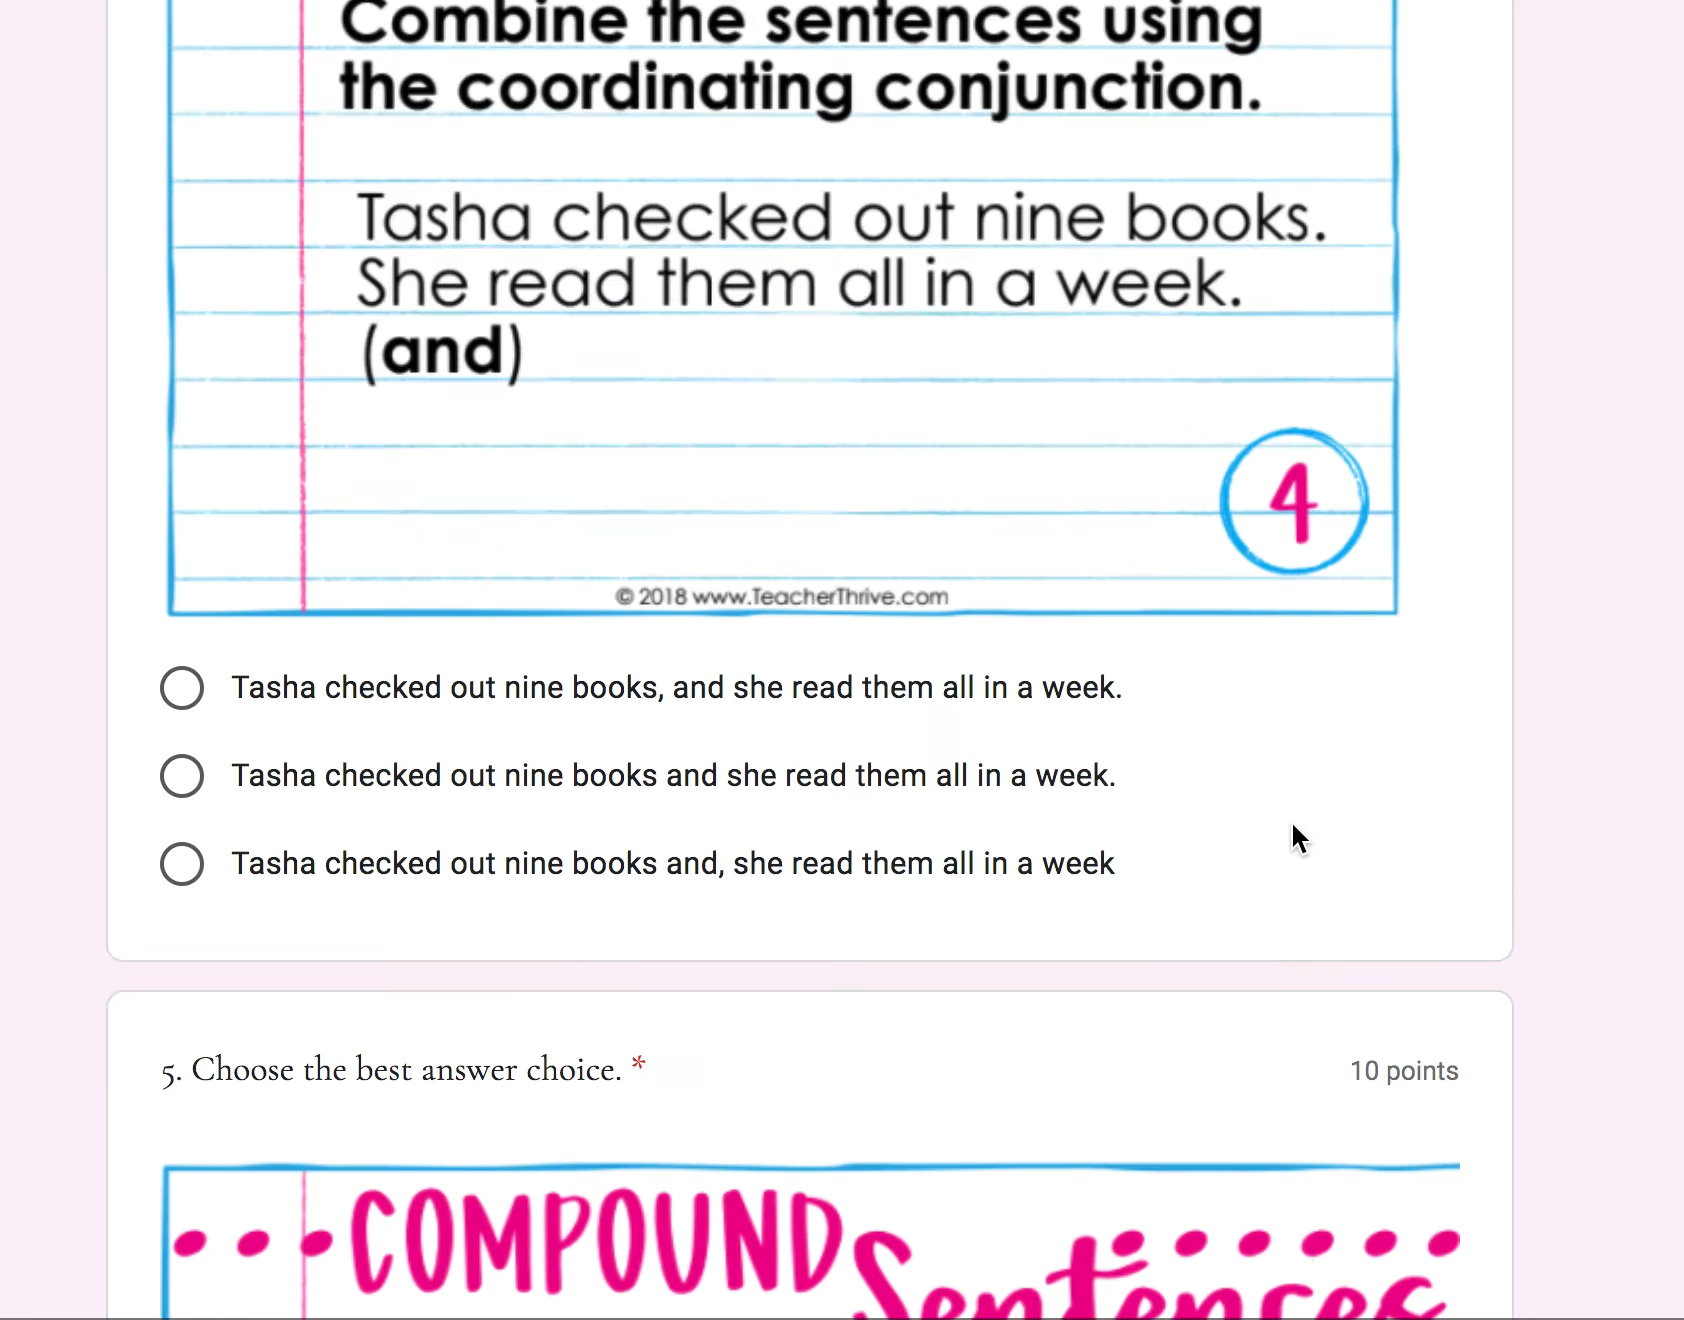 Combine the sentences using
the coordinating conjunction.
Tasha checked out nine books.
She read them all in a week.
(and)
4
© 2018 www.TeacherThrive.com
Tasha checked out nine books, and she read them all in a week.
Tasha checked out nine books and she read them all in a week.
Tasha checked out nine books and, she read them all in a week
5. Choose the best answer choice. *
10 points
COMPOUND
Sentences